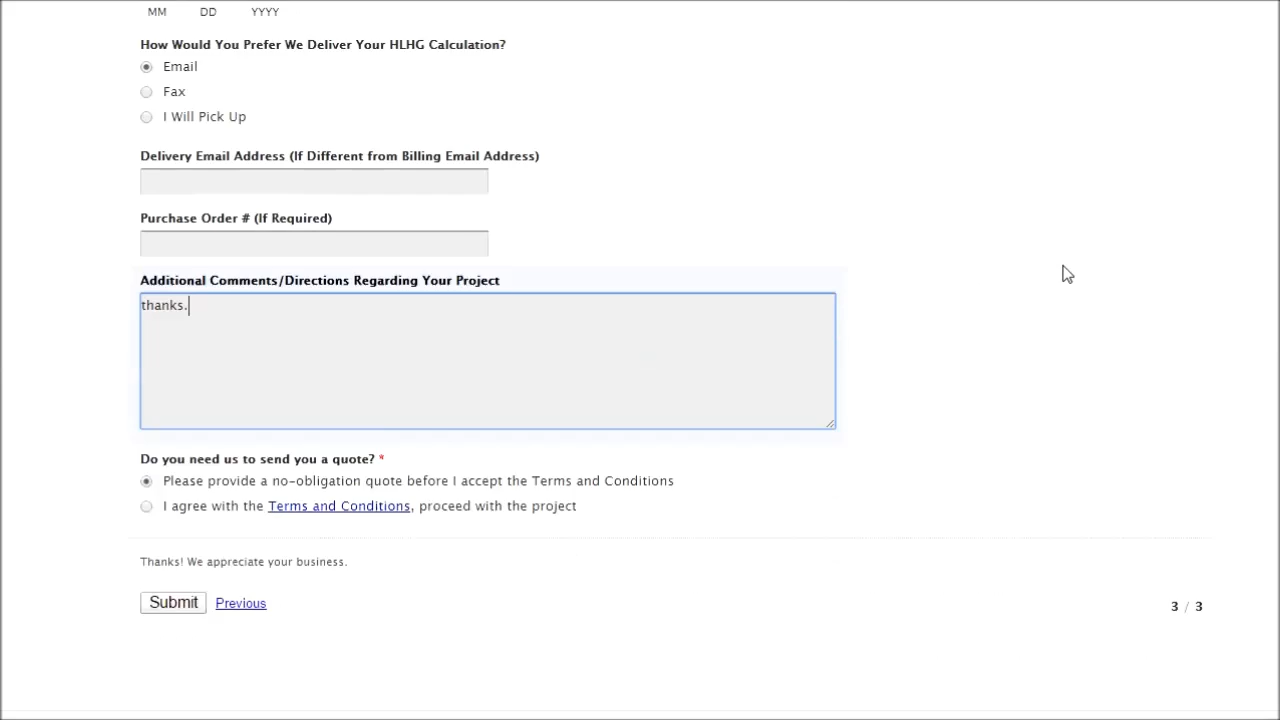 MM DD YYYY
How Would You Prefer We Deliver Your HLHG Calculation?
Email
Fax
I Will Pick Up
Delivery Email Address (If Different from Billing Email Address)
Purchase Order # (If Required)
Additional Comments/Directions Regarding Your Project
thanks.
Do you need us to send you a quote? *
Please provide a no-obligation quote before I accept the Terms and Conditions
I agree with the Terms and Conditions, proceed with the project
Thanks! We appreciate your business.
Submit Previous
3 / 3